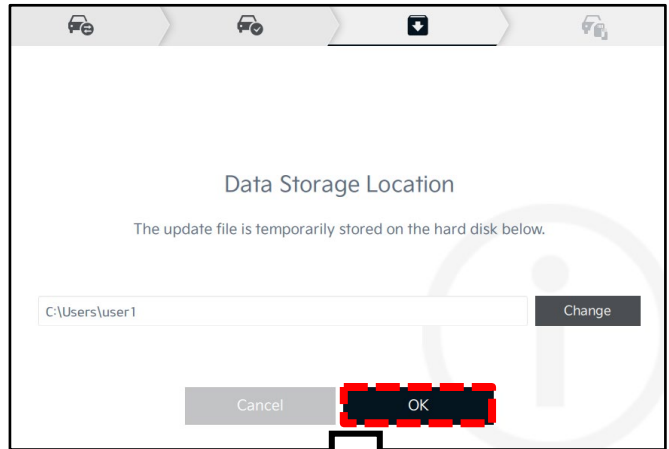 Data Storage Location
The update file is temporarily stored on the hard disk below.
C:\Users\user1
Change
Cancel
OK